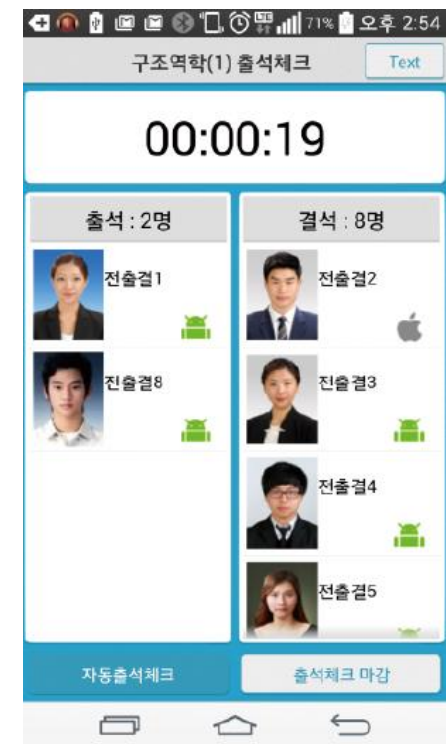 71% 오후 2:54
구조역학(1) 출석체크
Text
00:00:19
출석 : 2명
전출결1
전출결8
결석 : 8명
전출결2
전출결3
전출결4
전출결5
자동출석체크
출석체크 마감